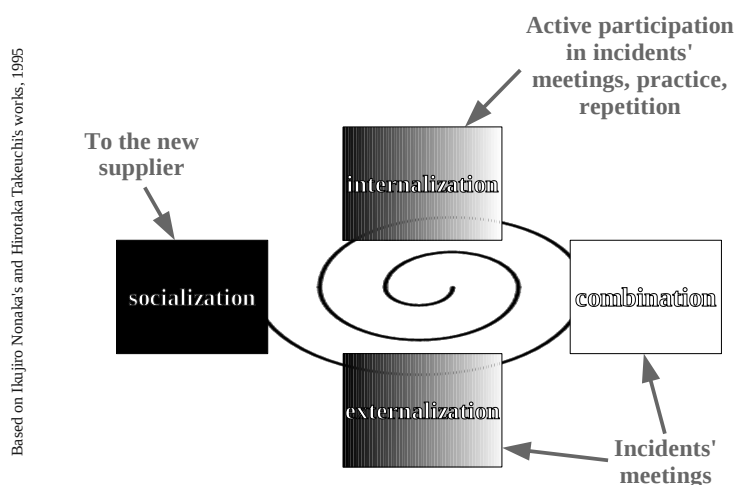 Based on Ikujiro Nonaka's and Hirotaka Takeuchi's works, 1995
Active participation
in incidents'
meetings, practice,
repetition
To the new
supplier
internalization
socialization
combination
externalization
Incidents'
meetings